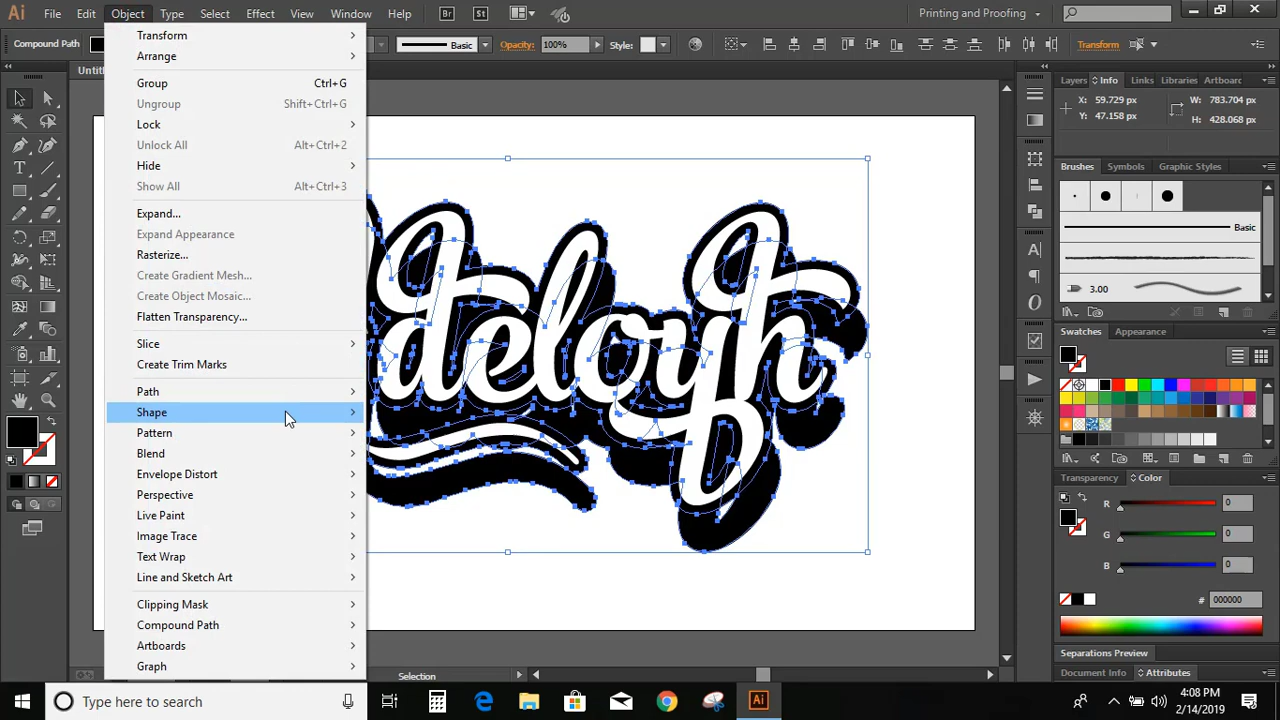 Ai File Edit Object Type Select Effect View Window Help Br St Printing and Proofing
Compound Path Basic Opacity: 100% Style: Transform
Transform
Arrange
Group Ctrl+G
Ungroup Shift+Ctrl+G
Lock
Unlock All Alt+Ctrl+2
Hide
Show All Alt+Ctrl+3
Expand...
Expand Appearance
Rasterize...
Create Gradient Mesh...
Create Object Mosaic...
Flatten Transparency...
Slice
Create Trim Marks
Path
Shape
Pattern
Blend
Envelope Distort
Perspective
Live Paint
Image Trace
Text Wrap
Line and Sketch Art
Clipping Mask
Compound Path
Artboards
Graph
Untit
Layers Info Links Libraries Artboard
X: 59.729 px W: 783.704 px
Y: 47.158 px H: 428.068 px
Brushes Symbols Graphic Styles
Basic
3.00
Swatches Appearance
Transparency Color
R 0
G 0
B 0
# 000000
Separations Preview
Document Info Attributes
Selection
Type here to search
Ai
4:08 PM
2/14/2019